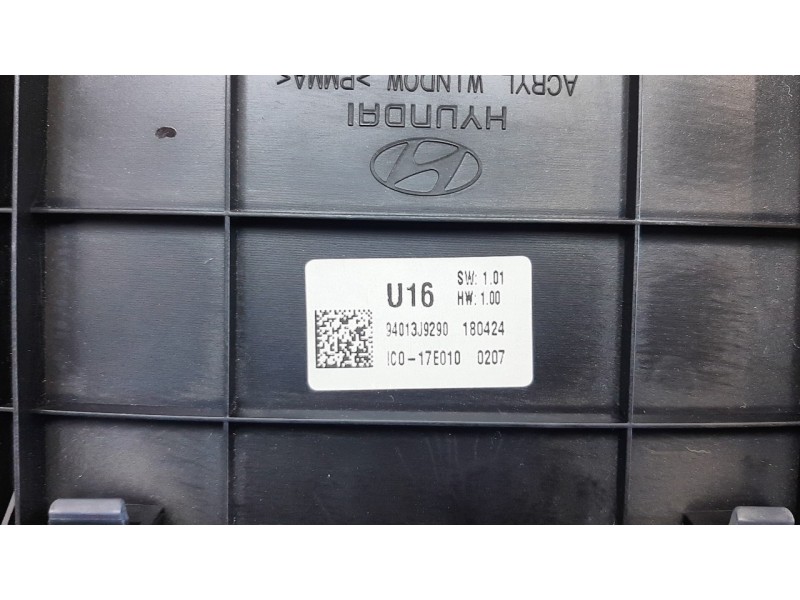 ACRYL WINDOW >PMMA<
HYUNDAI
U16
SW: 1.01
HW: 1.00
94013J9290 180424
IC0-17E010 0207